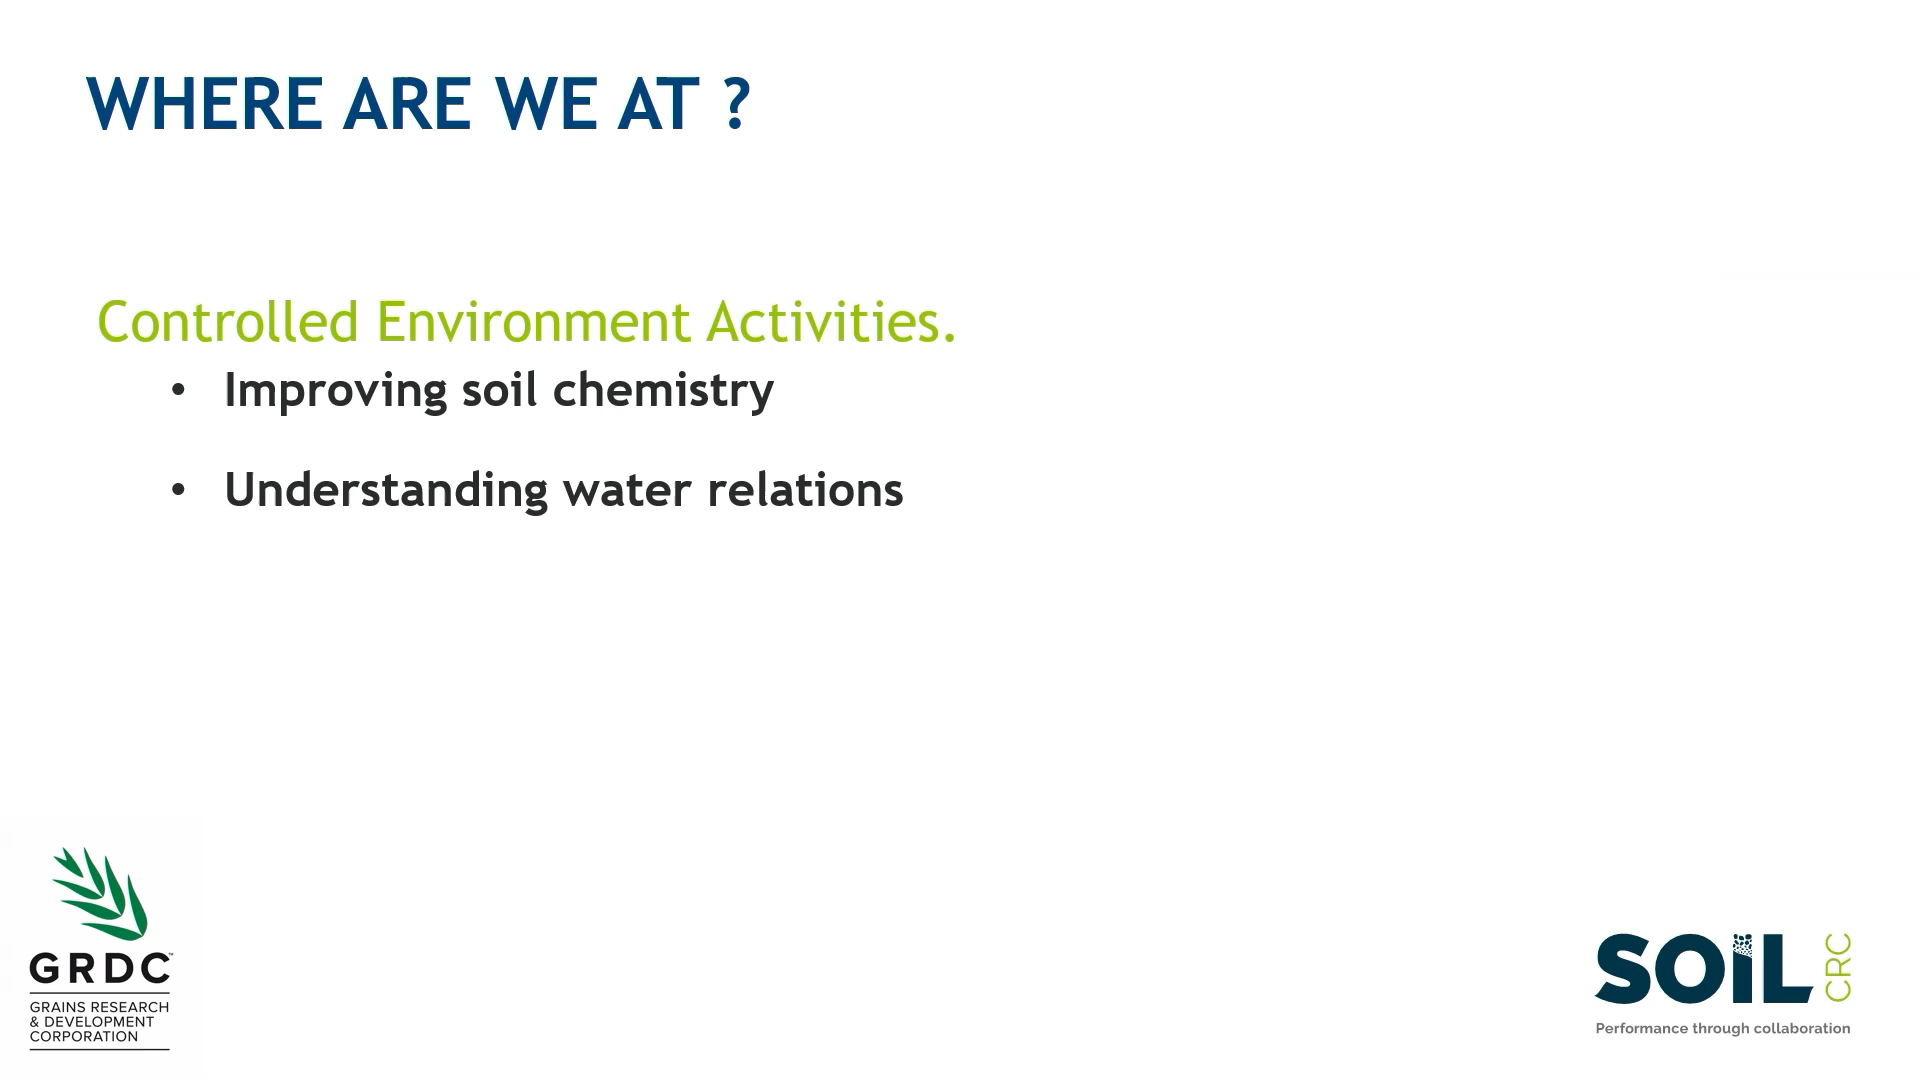 WHERE ARE WE AT ?
Controlled Environment Activities.
• Improving soil chemistry
• Understanding water relations
GRDC™
GRAINS RESEARCH
& DEVELOPMENT
CORPORATION
SOIL CRC
Performance through collaboration